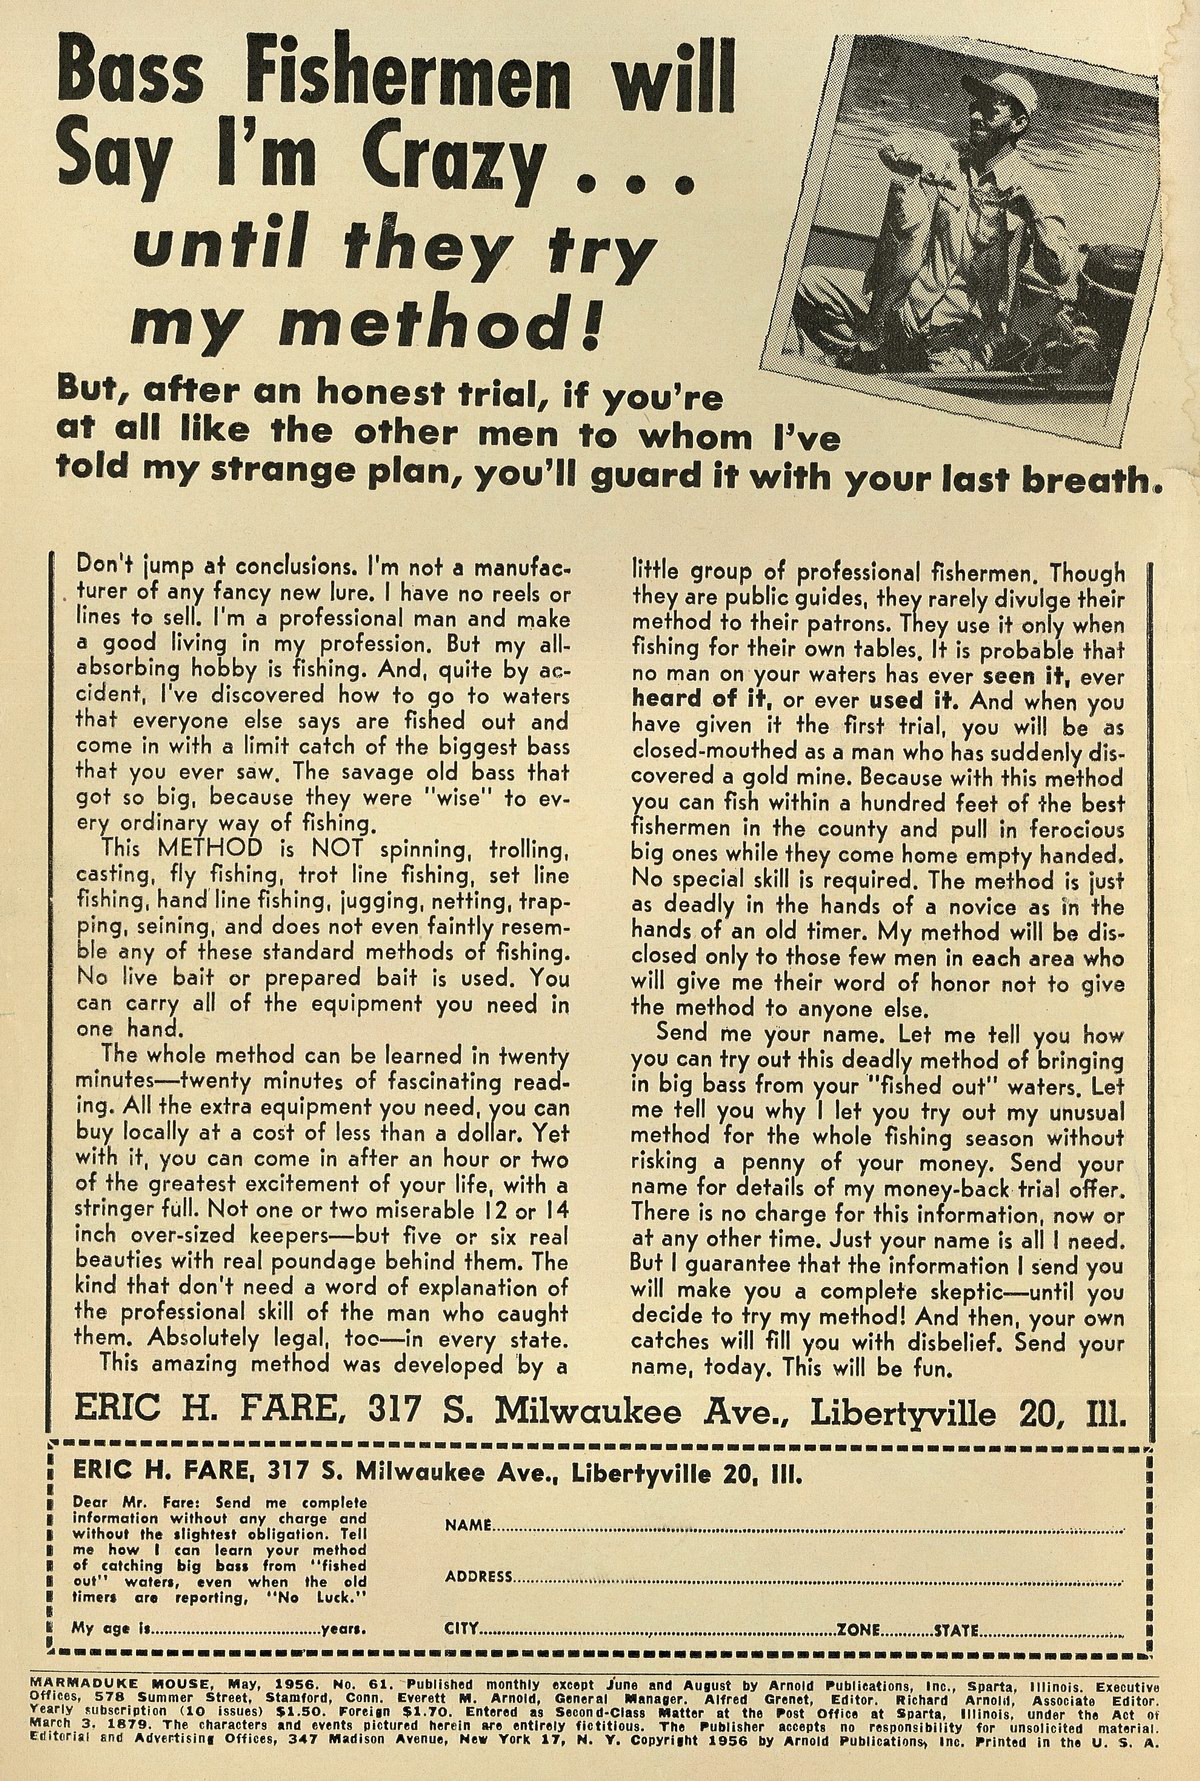 Bass Fishermen will
Say I'm Crazy . . .
until they try
my method!
But, after an honest trial, if you're
at all like the other men to whom I've
told my strange plan, you'll guard it with your last breath.
Don't jump at conclusions. I'm not a manufac-
turer of any fancy new lure. I have no reels or
lines to sell. I'm a professional man and make
a good living in my profession. But my all-
absorbing hobby is fishing. And, quite by ac-
cident, I've discovered how to go to waters
that everyone else says are fished out and
come in with a limit catch of the biggest bass
that you ever saw. The savage old bass that
got so big, because they were "wise" to ev-
ery ordinary way of fishing.
This METHOD is NOT spinning, trolling,
casting, fly fishing, trot line fishing, set line
fishing, hand line fishing, jugging, netting, trap-
ping, seining, and does not even faintly resem-
ble any of these standard methods of fishing.
No live bait or prepared bait is used. You
can carry all of the equipment you need in
one hand.
The whole method can be learned in twenty
minutes—twenty minutes of fascinating read-
ing. All the extra equipment you need, you can
buy locally at a cost of less than a dollar. Yet
with it, you can come in after an hour or two
of the greatest excitement of your life, with a
stringer full. Not one or two miserable 12 or 14
inch over-sized keepers—but five or six real
beauties with real poundage behind them. The
kind that don't need a word of explanation of
the professional skill of the man who caught
them. Absolutely legal, too—in every state.
This amazing method was developed by a
little group of professional fishermen. Though
they are public guides, they rarely divulge their
method to their patrons. They use it only when
fishing for their own tables. It is probable that
no man on your waters has ever seen it, ever
heard of it, or ever used it. And when you
have given it the first trial, you will be as
closed-mouthed as a man who has suddenly dis-
covered a gold mine. Because with this method
you can fish within a hundred feet of the best
fishermen in the county and pull in ferocious
big ones while they come home empty handed.
No special skill is required. The method is just
as deadly in the hands of a novice as in the
hands of an old timer. My method will be dis-
closed only to those few men in each area who
will give me their word of honor not to give
the method to anyone else.
Send me your name. Let me tell you how
you can try out this deadly method of bringing
in big bass from your "fished out" waters. Let
me tell you why I let you try out my unusual
method for the whole fishing season without
risking a penny of your money. Send your
name for details of my money-back trial offer.
There is no charge for this information, now or
at any other time. Just your name is all I need.
But I guarantee that the information I send you
will make you a complete skeptic—until you
decide to try my method! And then, your own
catches will fill you with disbelief. Send your
name, today. This will be fun.
ERIC H. FARE, 317 S. Milwaukee Ave., Libertyville 20, Ill.
ERIC H. FARE, 317 S. Milwaukee Ave., Libertyville 20, Ill.
Dear Mr. Fare: Send me complete
information without any charge and
without the slightest obligation. Tell
me how I can learn your method
of catching big bass from "fished
out" waters, even when the old
timers are reporting, "No Luck."
My age is..................................years.
NAME..................................
ADDRESS..................................
CITY..................................ZONE...........STATE..........................
MARMADUKE MOUSE, May, 1956. No. 61. Published monthly except June and August by Arnold Publications, Inc., Sparta, Illinois. Executive
Offices, 578 Summer Street, Stamford, Conn. Everett M. Arnold, General Manager. Alfred Grenet, Editor. Richard Arnold, Associate Editor.
Yearly subscription (10 issues) $1.50. Foreign $1.70. Entered as Second-Class Matter at the Post Office at Sparta, Illinois, under the Act of
March 3, 1879. The characters and events pictured herein are entirely fictitious. The Publisher accepts no responsibility for unsolicited material.
Editorial and Advertising Offices, 347 Madison Avenue, New York 17, N. Y. Copyright 1956 by Arnold Publications, Inc. Printed in the U. S. A.